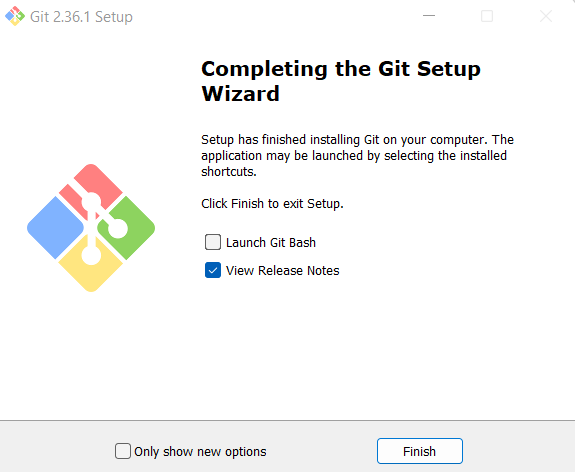 Git 2.36.1 Setup
Completing the Git Setup
Wizard
Setup has finished installing Git on your computer. The
application may be launched by selecting the installed
shortcuts.
Click Finish to exit Setup.
Launch Git Bash
View Release Notes
Only show new options
Finish